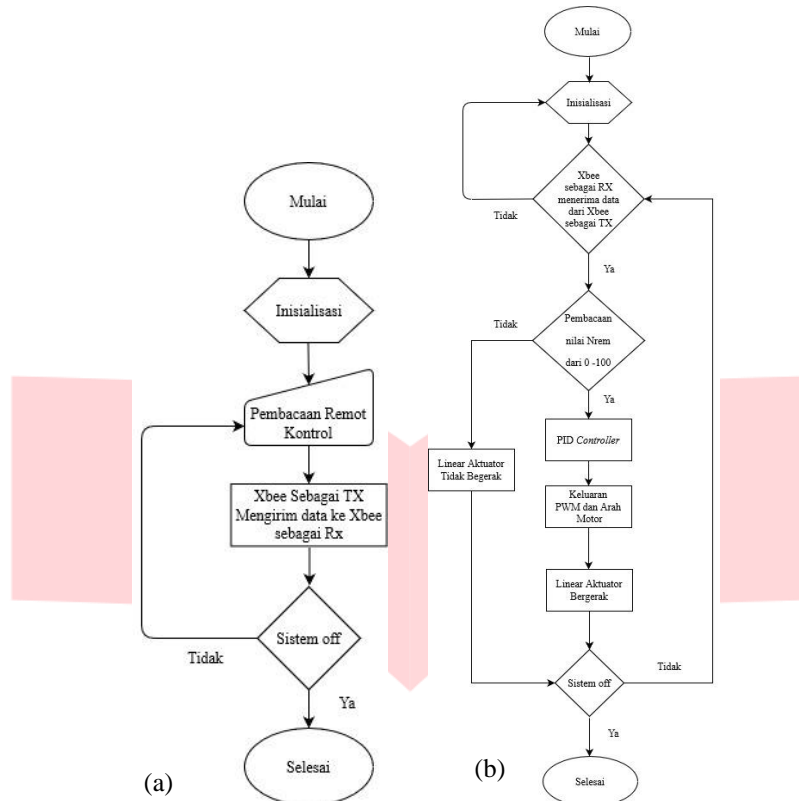 Mulai
Inisialisasi
Pembacaan Remot
Kontrol
Xbee Sebagai TX
Mengirim data ke Xbee
sebagai Rx
Sistem off
Tidak
Ya
Selesai
(a)
Mulai
Inisialisasi
Xbee
sebagai RX
menerima data
dari Xbee
sebagai TX
Tidak
Ya
Pembacaan
nilai Nrem
dari 0 -100
Tidak
Ya
PID Controller
Linear Aktuator
Tidak Begerak
Keluaran
PWM dan Arah
Motor
Linear Aktuator
Bergerak
Sistem off
Tidak
Ya
Selesai
(b)